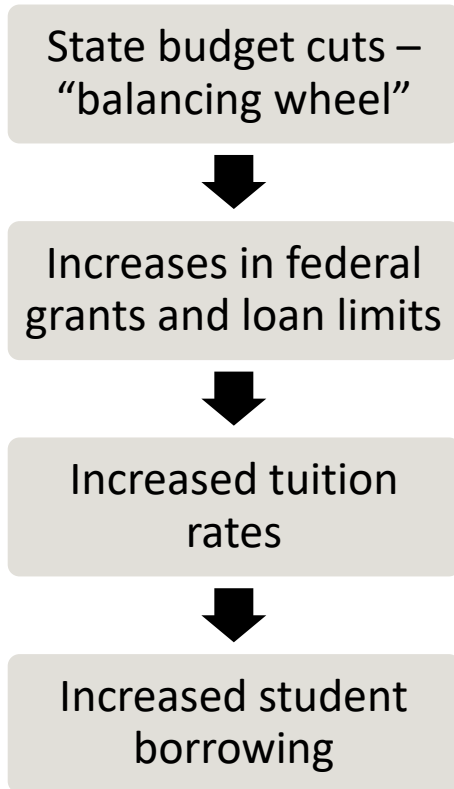 State budget cuts –
“balancing wheel”
Increases in federal
grants and loan limits
Increased tuition
rates
Increased student
borrowing